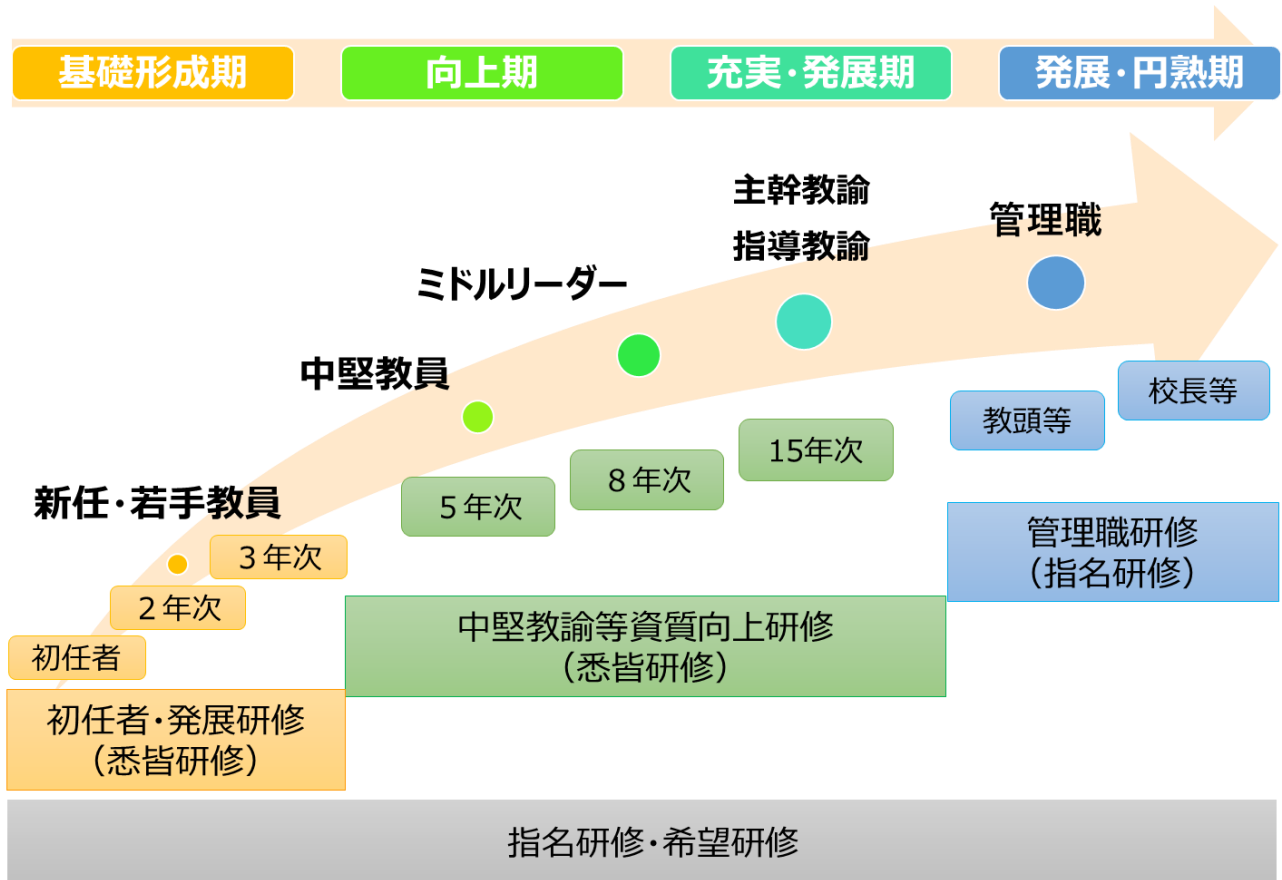 基礎形成期
向上期
充実・発展期
発展・円熟期
主幹教諭
指導教諭
管理職
ミドルリーダー
中堅教員
新任・若手教員
校長等
教頭等
15年次
８年次
５年次
３年次
２年次
初任者
管理職研修
（指名研修）
中堅教諭等資質向上研修
（悉皆研修）
初任者・発展研修
（悉皆研修）
指名研修・希望研修